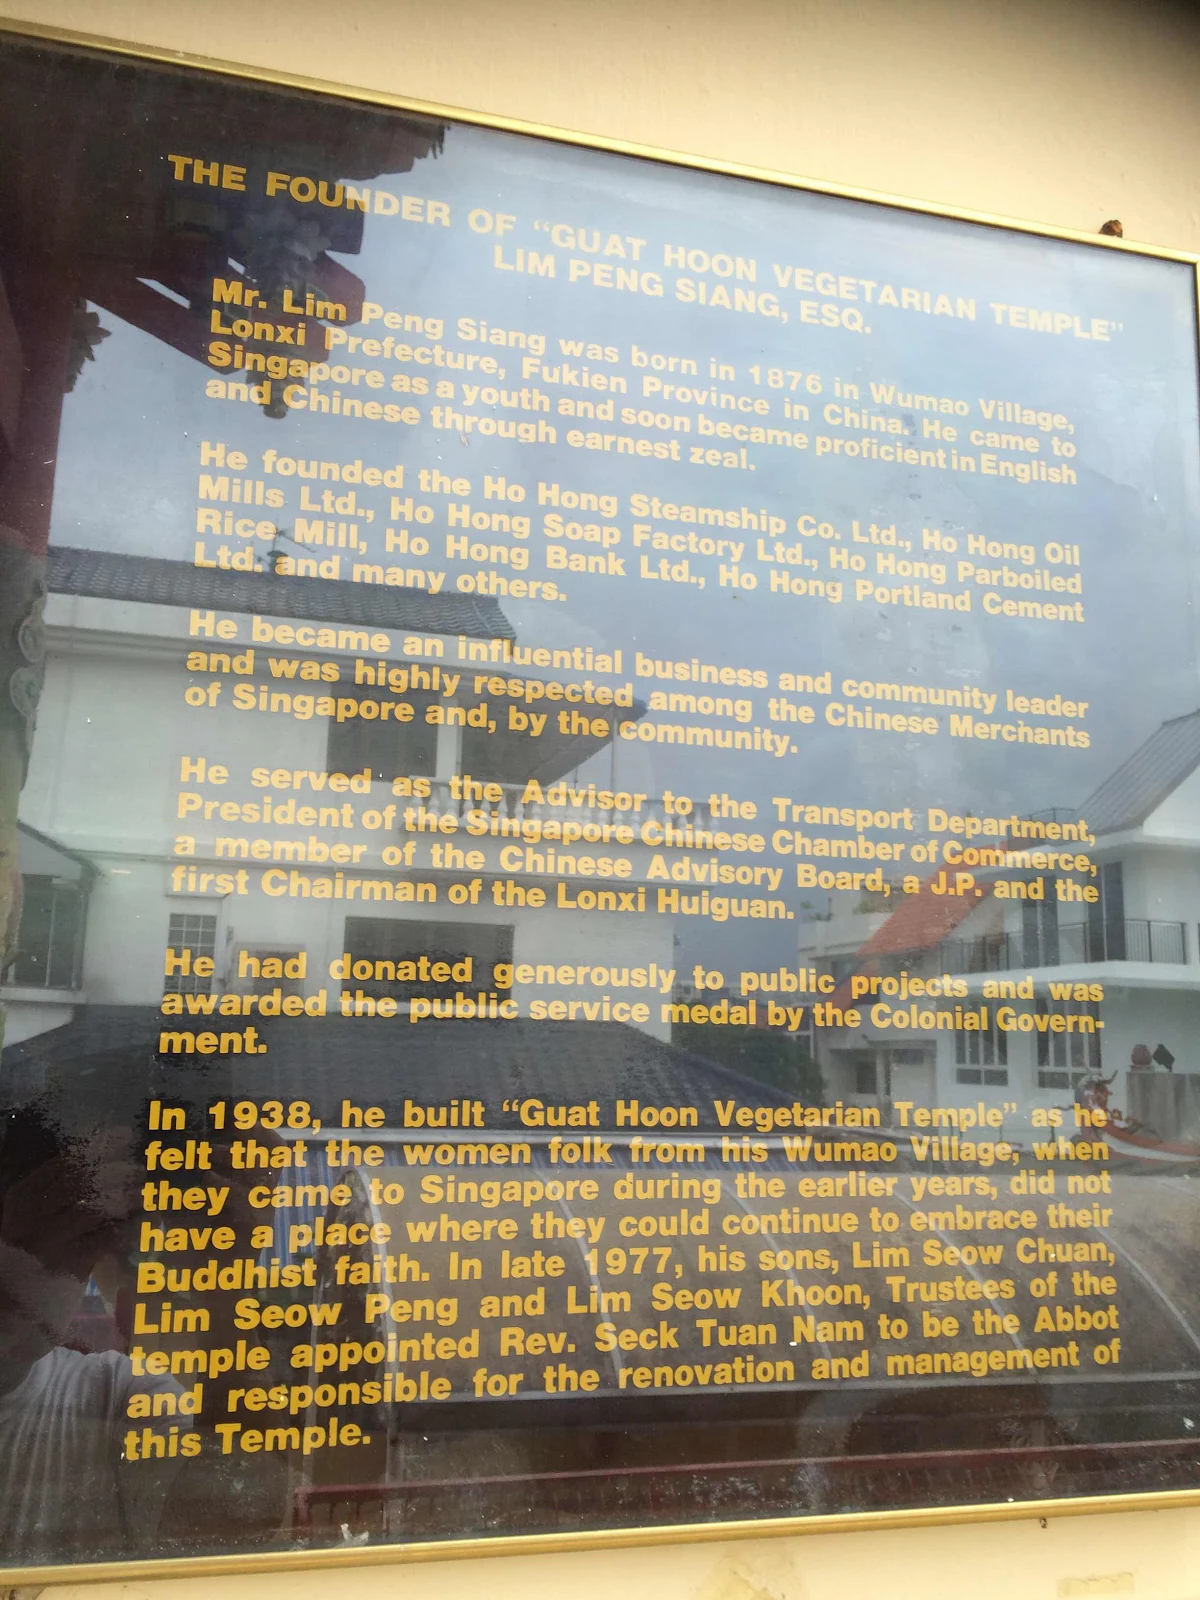 THE FOUNDER OF “GUAT HOON VEGETARIAN TEMPLE”
LIM PENG SIANG, ESQ.
Mr. Lim Peng Siang was born in 1876 in Wumao Village,
Lonxi Prefecture, Fukien Province in China. He came to
Singapore as a youth and soon became proficient in English
and Chinese through earnest zeal.
He founded the Ho Hong Steamship Co. Ltd., Ho Hong Oil
Mills Ltd., Ho Hong Soap Factory Ltd., Ho Hong Parboiled
Rice Mill, Ho Hong Bank Ltd., Ho Hong Portland Cement
Ltd. and many others.
He became an influential business and community leader
and was highly respected among the Chinese Merchants
of Singapore and, by the community.
He served as the Advisor to the Transport Department,
President of the Singapore Chinese Chamber of Commerce,
a member of the Chinese Advisory Board, a J.P. and the
first Chairman of the Lonxi Huiguan.
He had donated generously to public projects and was
awarded the public service medal by the Colonial Govern-
ment.
In 1938, he built “Guat Hoon Vegetarian Temple” as he
felt that the women folk from his Wumao Village, when
they came to Singapore during the earlier years, did not
have a place where they could continue to embrace their
Buddhist faith. In late 1977, his sons, Lim Seow Chuan,
Lim Seow Peng and Lim Seow Khoon, Trustees of the
temple appointed Rev. Seck Tuan Nam to be the Abbot
and responsible for the renovation and management of
this Temple.